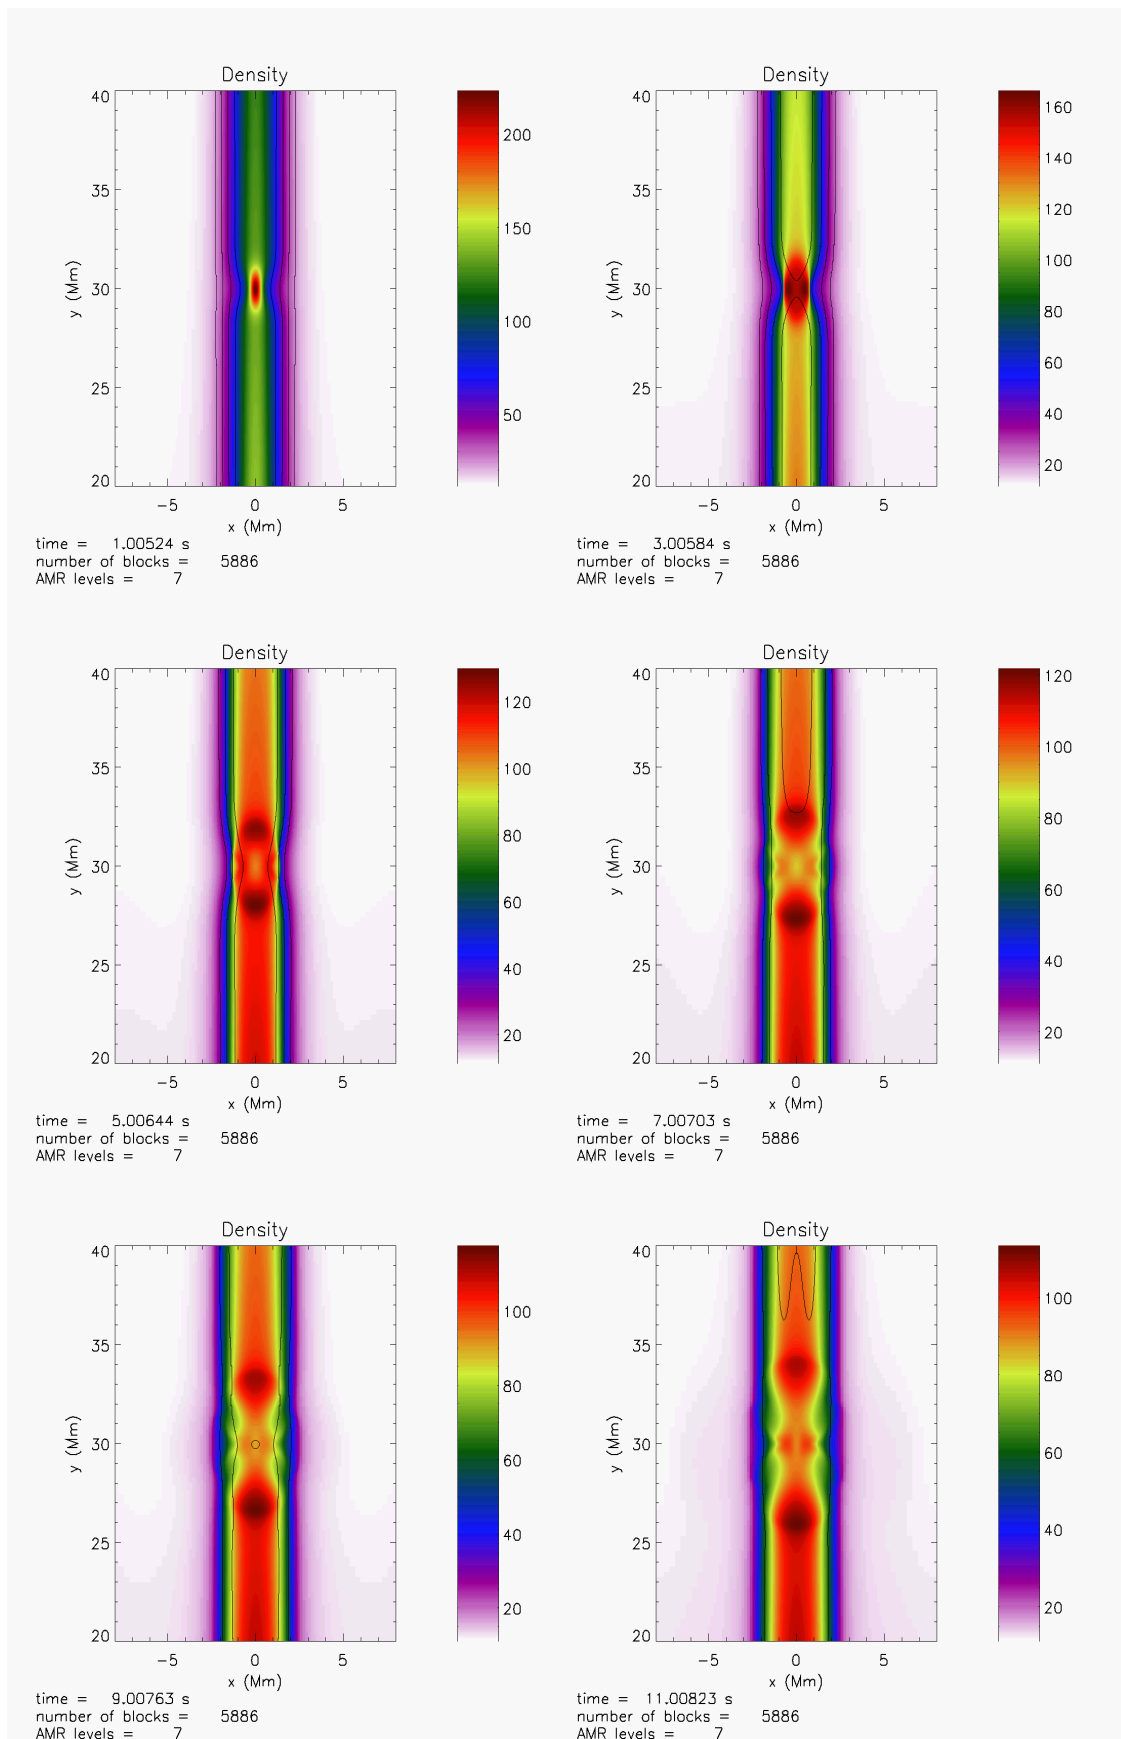 Density
40
35
30
25
20
y (Mm)
-5 0 5
x (Mm)
200
150
100
50
time = 1.00524 s
number of blocks = 5886
AMR levels = 7
Density
40
35
30
25
20
y (Mm)
-5 0 5
x (Mm)
160
140
120
100
80
60
40
20
time = 3.00584 s
number of blocks = 5886
AMR levels = 7
Density
40
35
30
25
20
y (Mm)
-5 0 5
x (Mm)
120
100
80
60
40
20
time = 5.00644 s
number of blocks = 5886
AMR levels = 7
Density
40
35
30
25
20
y (Mm)
-5 0 5
x (Mm)
120
100
80
60
40
20
time = 7.00703 s
number of blocks = 5886
AMR levels = 7
Density
40
35
30
25
20
y (Mm)
-5 0 5
x (Mm)
100
80
60
40
20
time = 9.00763 s
number of blocks = 5886
AMR levels = 7
Density
40
35
30
25
20
y (Mm)
-5 0 5
x (Mm)
100
80
60
40
20
time = 11.00823 s
number of blocks = 5886
AMR levels = 7